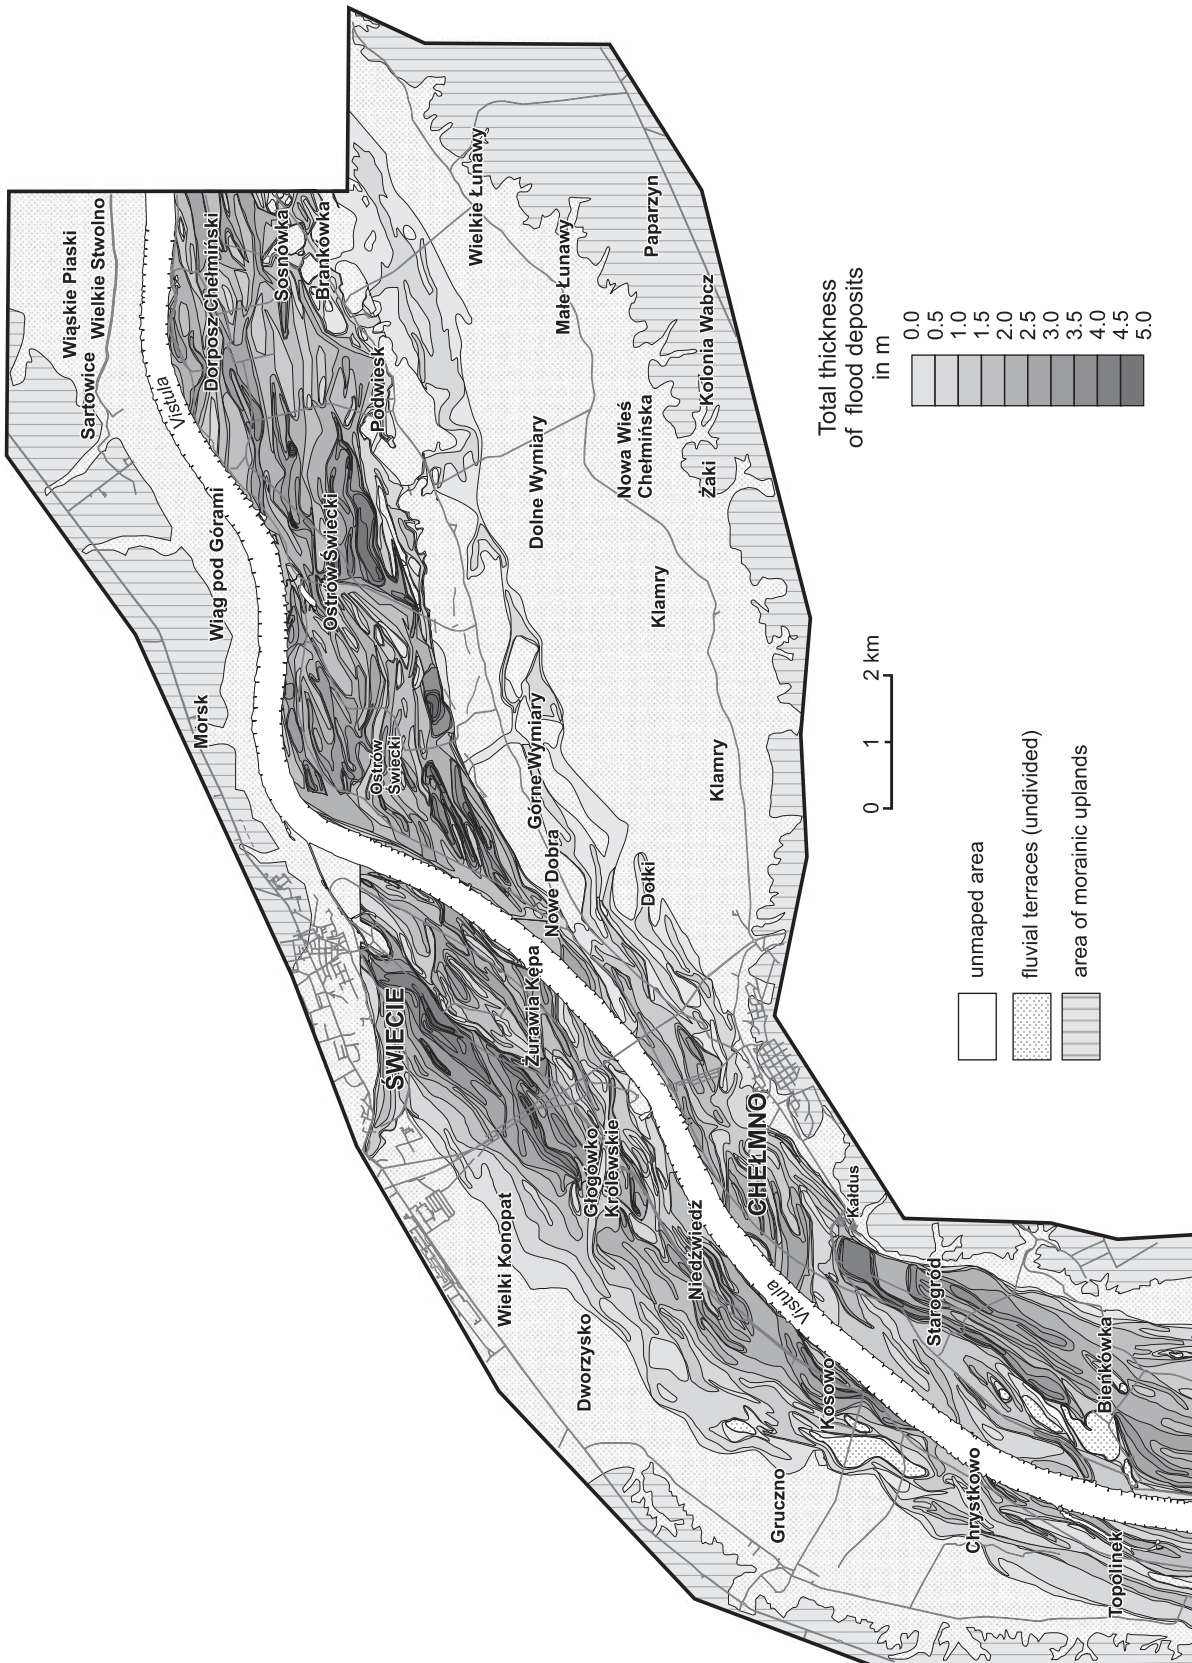 Wiąskie Piaski
Wielkie Stwolno
Sartowice
Vistula
Dorposz Chełmiński
Sosnówka
Brankówka
Podwiesk
Wielkie Łunawy
Małe Łunawy
Paparzyn
Kolonia Wabcz
Nowa Wieś
Chełmińska
Żaki
Dolne Wymiary
Wiąg pod Górami
Ostrów Świecki
Klamry
Morsk
Ostrów
Świecki
Górne Wymiary
Klamry
Nowe Dobra
Dołki
ŚWIECIE
Żurawia Kępa
CHEŁMNO
Głogówko
Królewskie
Wielki Konopat
Niedźwiedź
Kałdus
Vistula
Starogród
Dworzysko
Kosowo
Bieńkówka
Gruczno
Chrystkowo
Topolinek
Total thickness
of flood deposits
in m
0.0
0.5
1.0
1.5
2.0
2.5
3.0
3.5
4.0
4.5
5.0
0 1 2 km
unmaped area
fluvial terraces (undivided)
area of morainic uplands